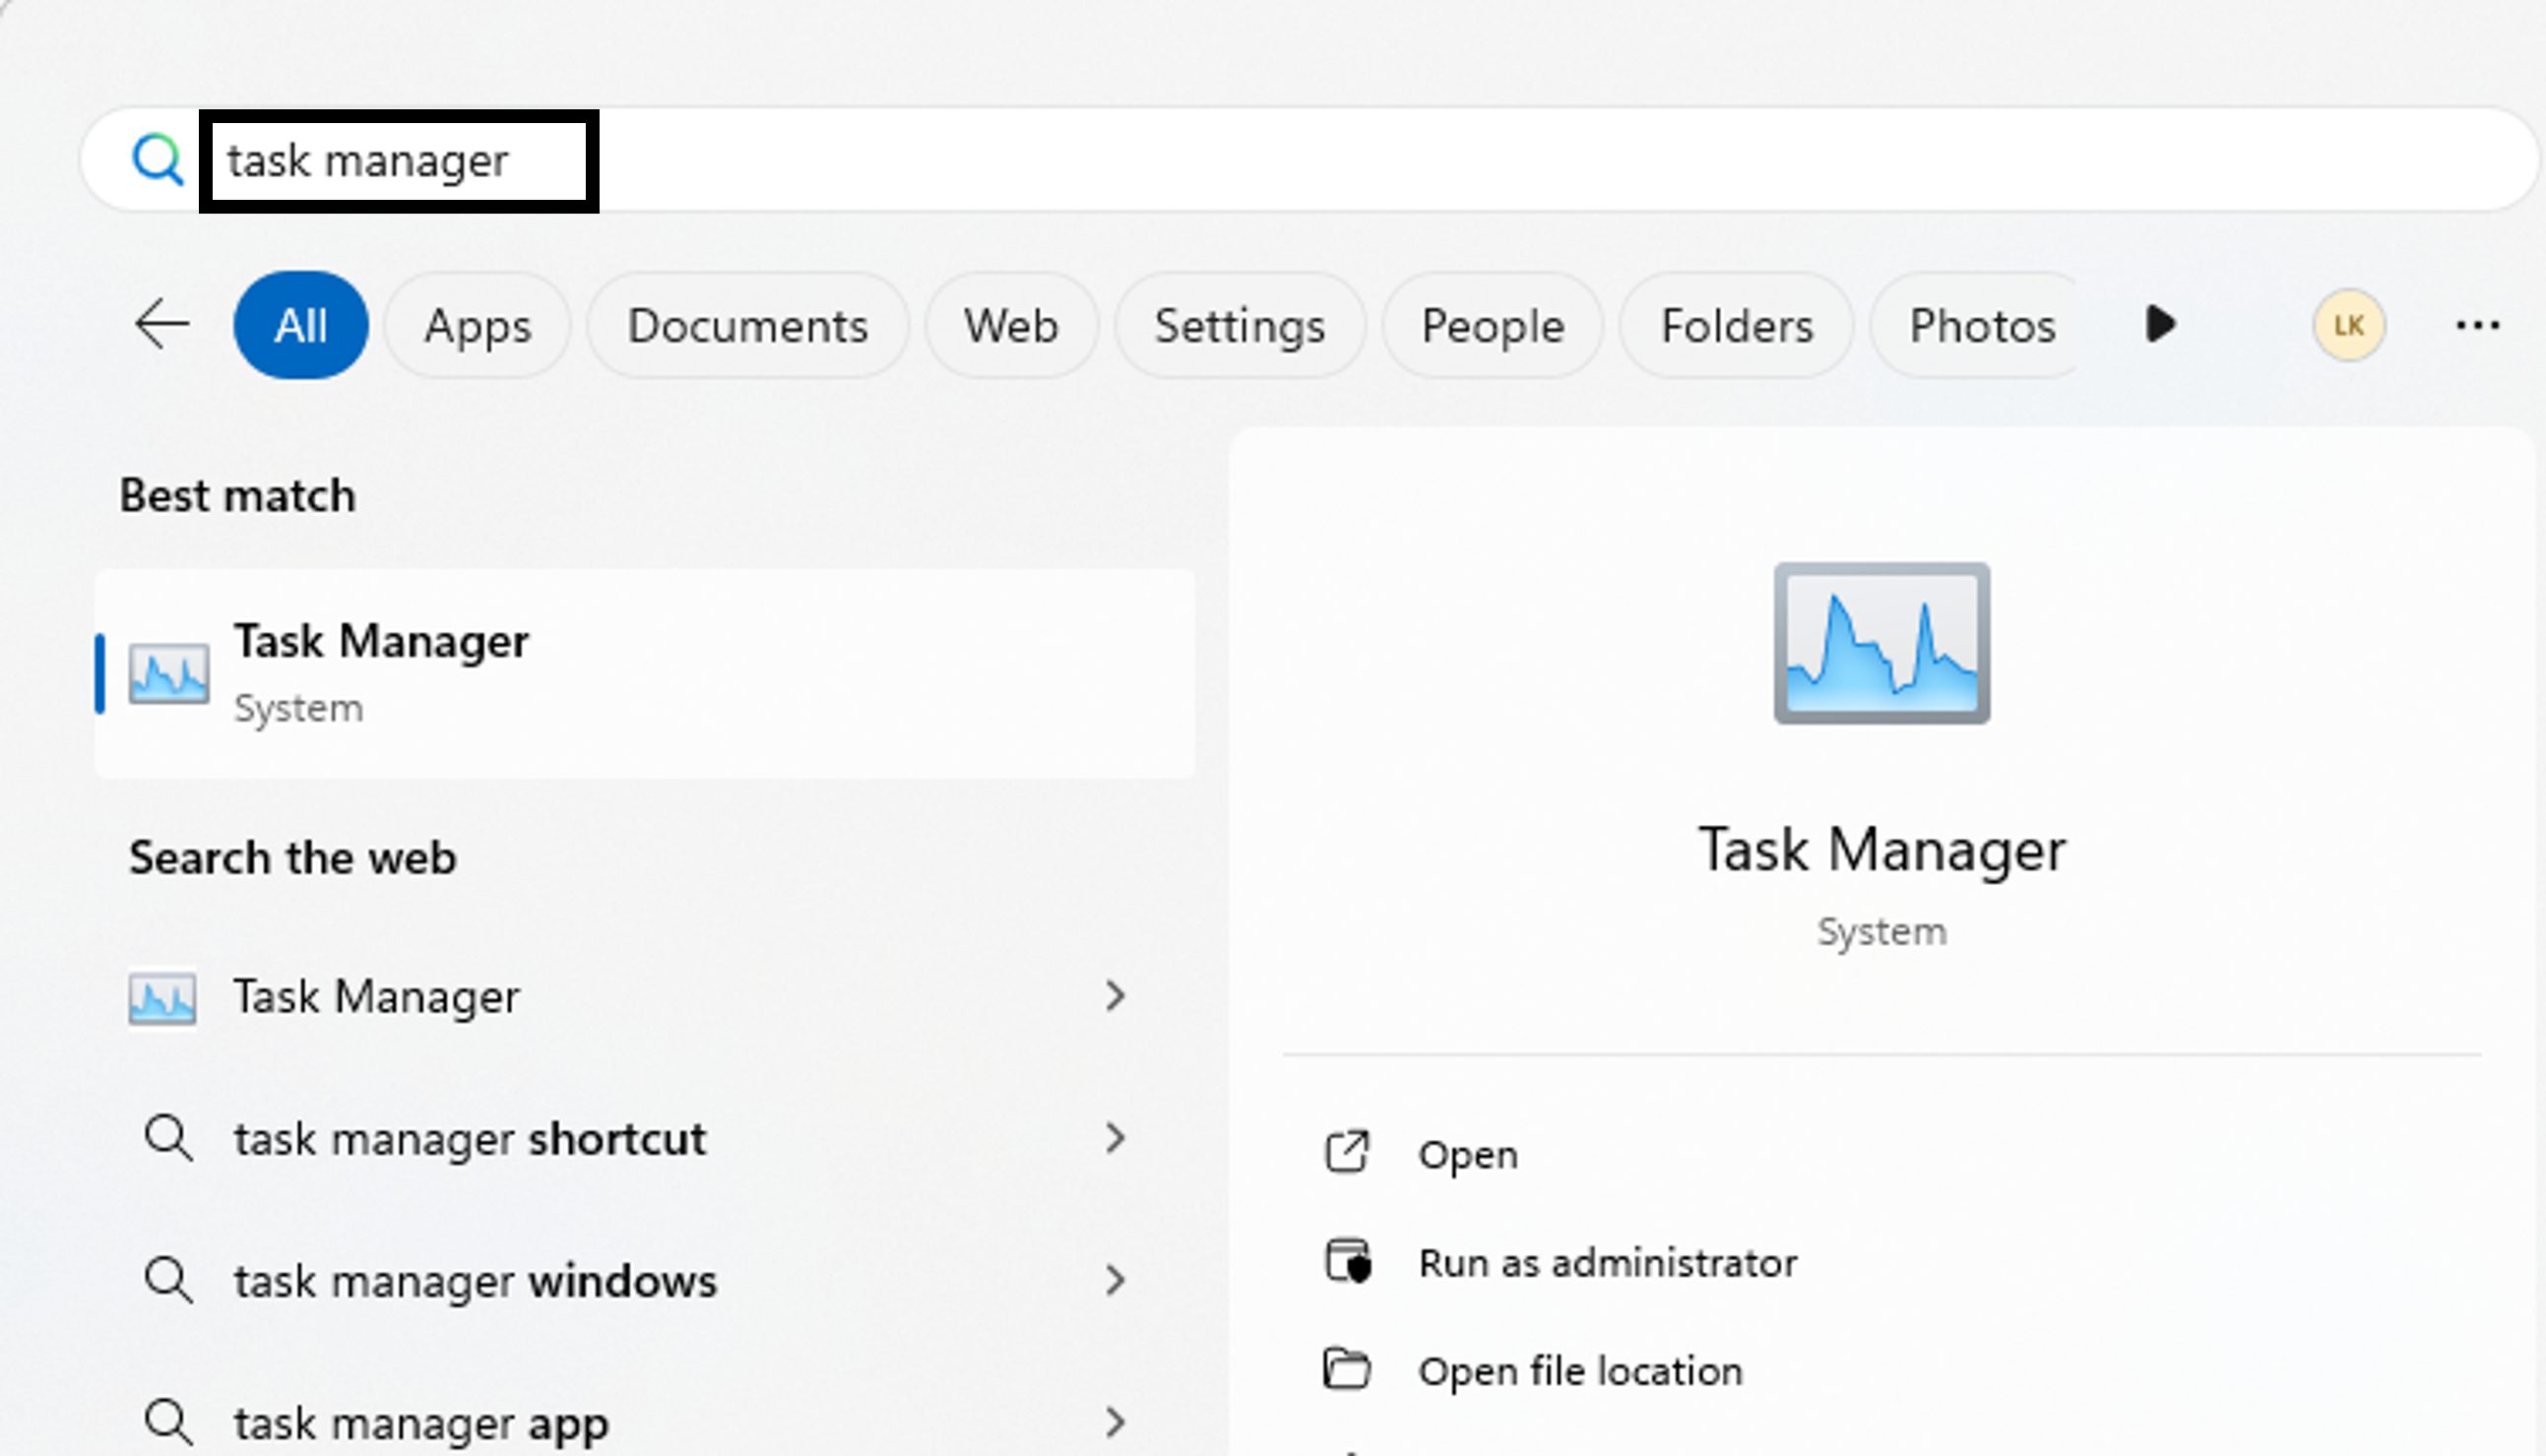 task manager
All Apps Documents Web Settings People Folders Photos LK
Best match
Task Manager
System
Search the web
Task Manager
task manager shortcut
task manager windows
task manager app
Task Manager
System
Open
Run as administrator
Open file location